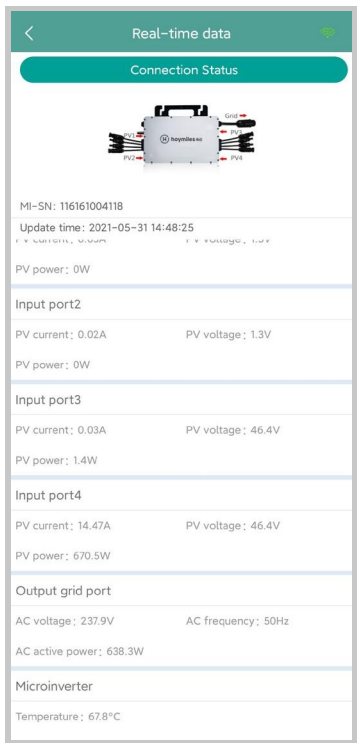 Real-time data
Connection Status
Grid
PV1 PV3
hoymiles
PV2 PV4
MI-SN: 116161004118
Update time: 2021-05-31 14:48:25
PV power: 0W
Input port2
PV current: 0.02A PV voltage: 1.3V
PV power: 0W
Input port3
PV current: 0.03A PV voltage: 46.4V
PV power: 1.4W
Input port4
PV current: 14.47A PV voltage: 46.4V
PV power: 670.5W
Output grid port
AC voltage: 237.9V AC frequency: 50Hz
AC active power: 638.3W
Microinverter
Temperature: 67.8°C